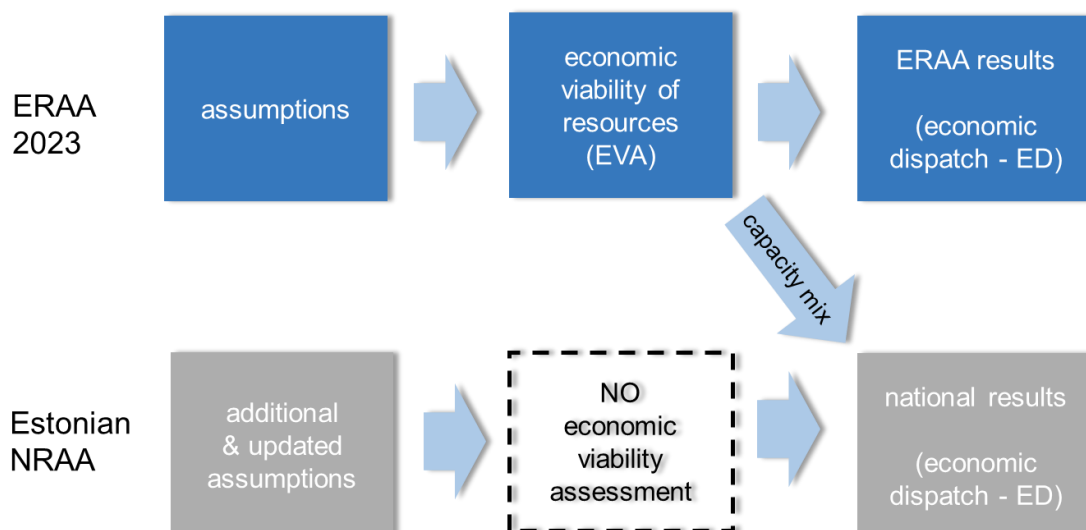 ERAA
2023
assumptions
economic
viability of
resources
(EVA)
ERAA results
(economic
dispatch - ED)
capacity mix
Estonian
NRAA
additional
& updated
assumptions
NO
economic
viability
assessment
national results
(economic
dispatch - ED)